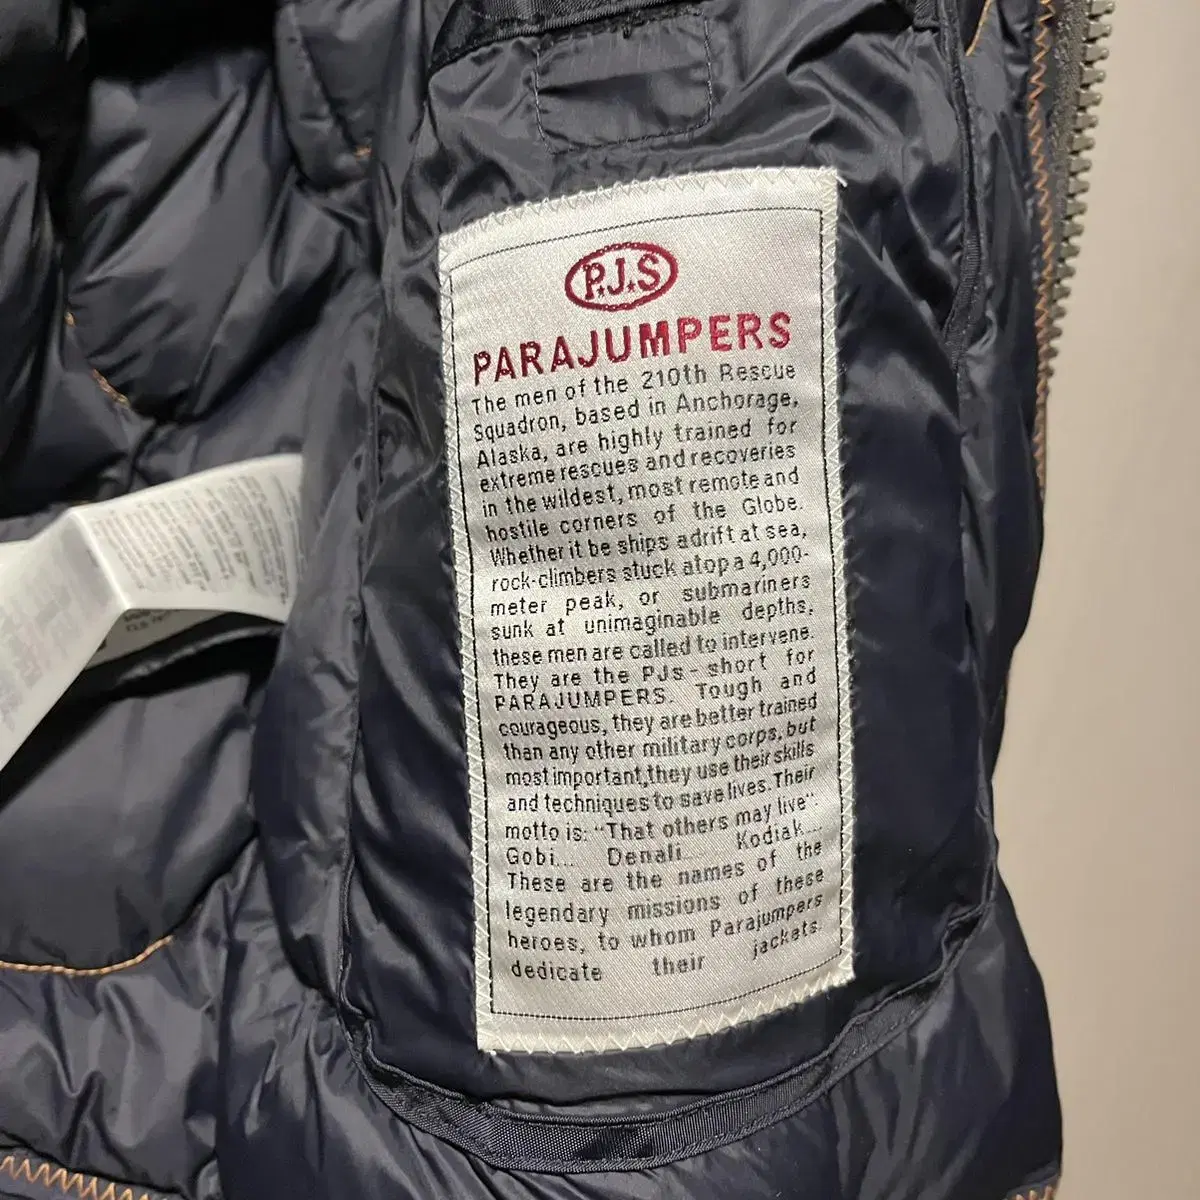 P.J.S
PARAJUMPERS
The men of the 210th Rescue
Squadron, based in Anchorage,
Alaska, are highly trained for
extreme rescues and recoveries
in the wildest, most remote and
hostile corners of the Globe.
Whether it be ships adrift at sea,
rock-climbers stuck atop a 4,000-
meter peak, or submariners
sunk at unimaginable depths,
these men are called to intervene.
They are the PJs - short for
PARAJUMPERS. Tough and
courageous, they are better trained
than any other military corps, but
most important, they use their skills
and techniques to save lives. Their
motto is: "That others may live".
Gobi... Denali... Kodiak...
These are the names of the
legendary missions of these
heroes, to whom Parajumpers
dedicate their jackets.